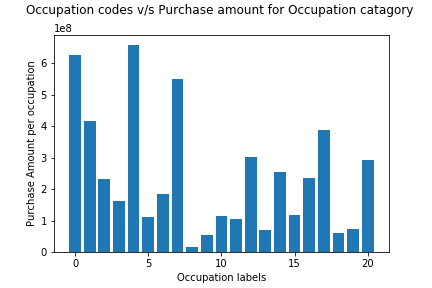 Occupation codes v/s Purchase amount for Occupation catagory
1e8
6
5
4
3
2
1
0
Purchase Amount per occupation
0 5 10 15 20
Occupation labels